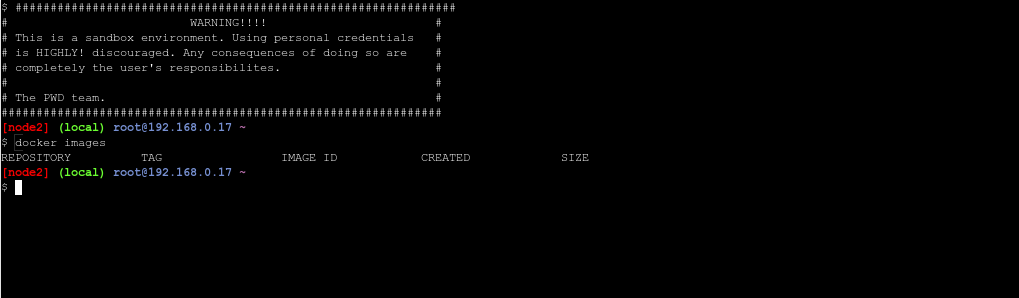 $ ###############################################################
#                          WARNING!!!!                        #
# This is a sandbox environment. Using personal credentials   #
# is HIGHLY! discouraged. Any consequences of doing so are    #
# completely the user's responsibilites.                      #
#                                                             #
# The PWD team.                                               #
###############################################################
[node2] (local) root@192.168.0.17 ~
$ docker images
REPOSITORY          TAG                 IMAGE ID            CREATED             SIZE
[node2] (local) root@192.168.0.17 ~
$